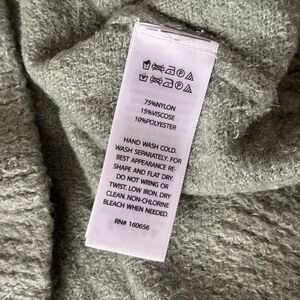 75%NYLON
15%VISCOSE
10%POLYESTER
HAND WASH COLD.
WASH SEPARATELY. FOR
BEST APPEARANCE RE-
SHAPE AND FLAT DRY.
DO NOT WRING OR
TWIST. LOW IRON. DRY
CLEAN. NON-CHLORINE
BLEACH WHEN NEEDED.
RN# 160656